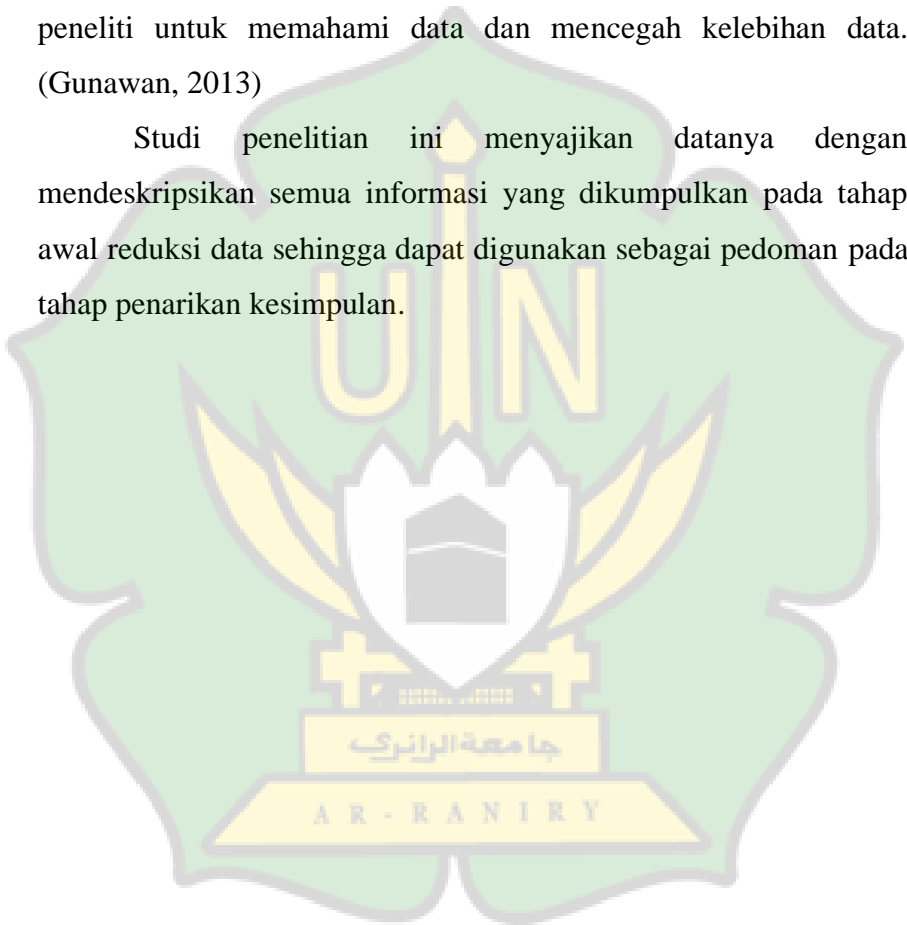 peneliti untuk memahami data dan mencegah kelebihan data.
(Gunawan, 2013)
Studi penelitian ini menyajikan datanya dengan
mendeskripsikan semua informasi yang dikumpulkan pada tahap
awal reduksi data sehingga dapat digunakan sebagai pedoman pada
tahap penarikan kesimpulan.
UIN
جامعة الرانري
AR-RANIRY